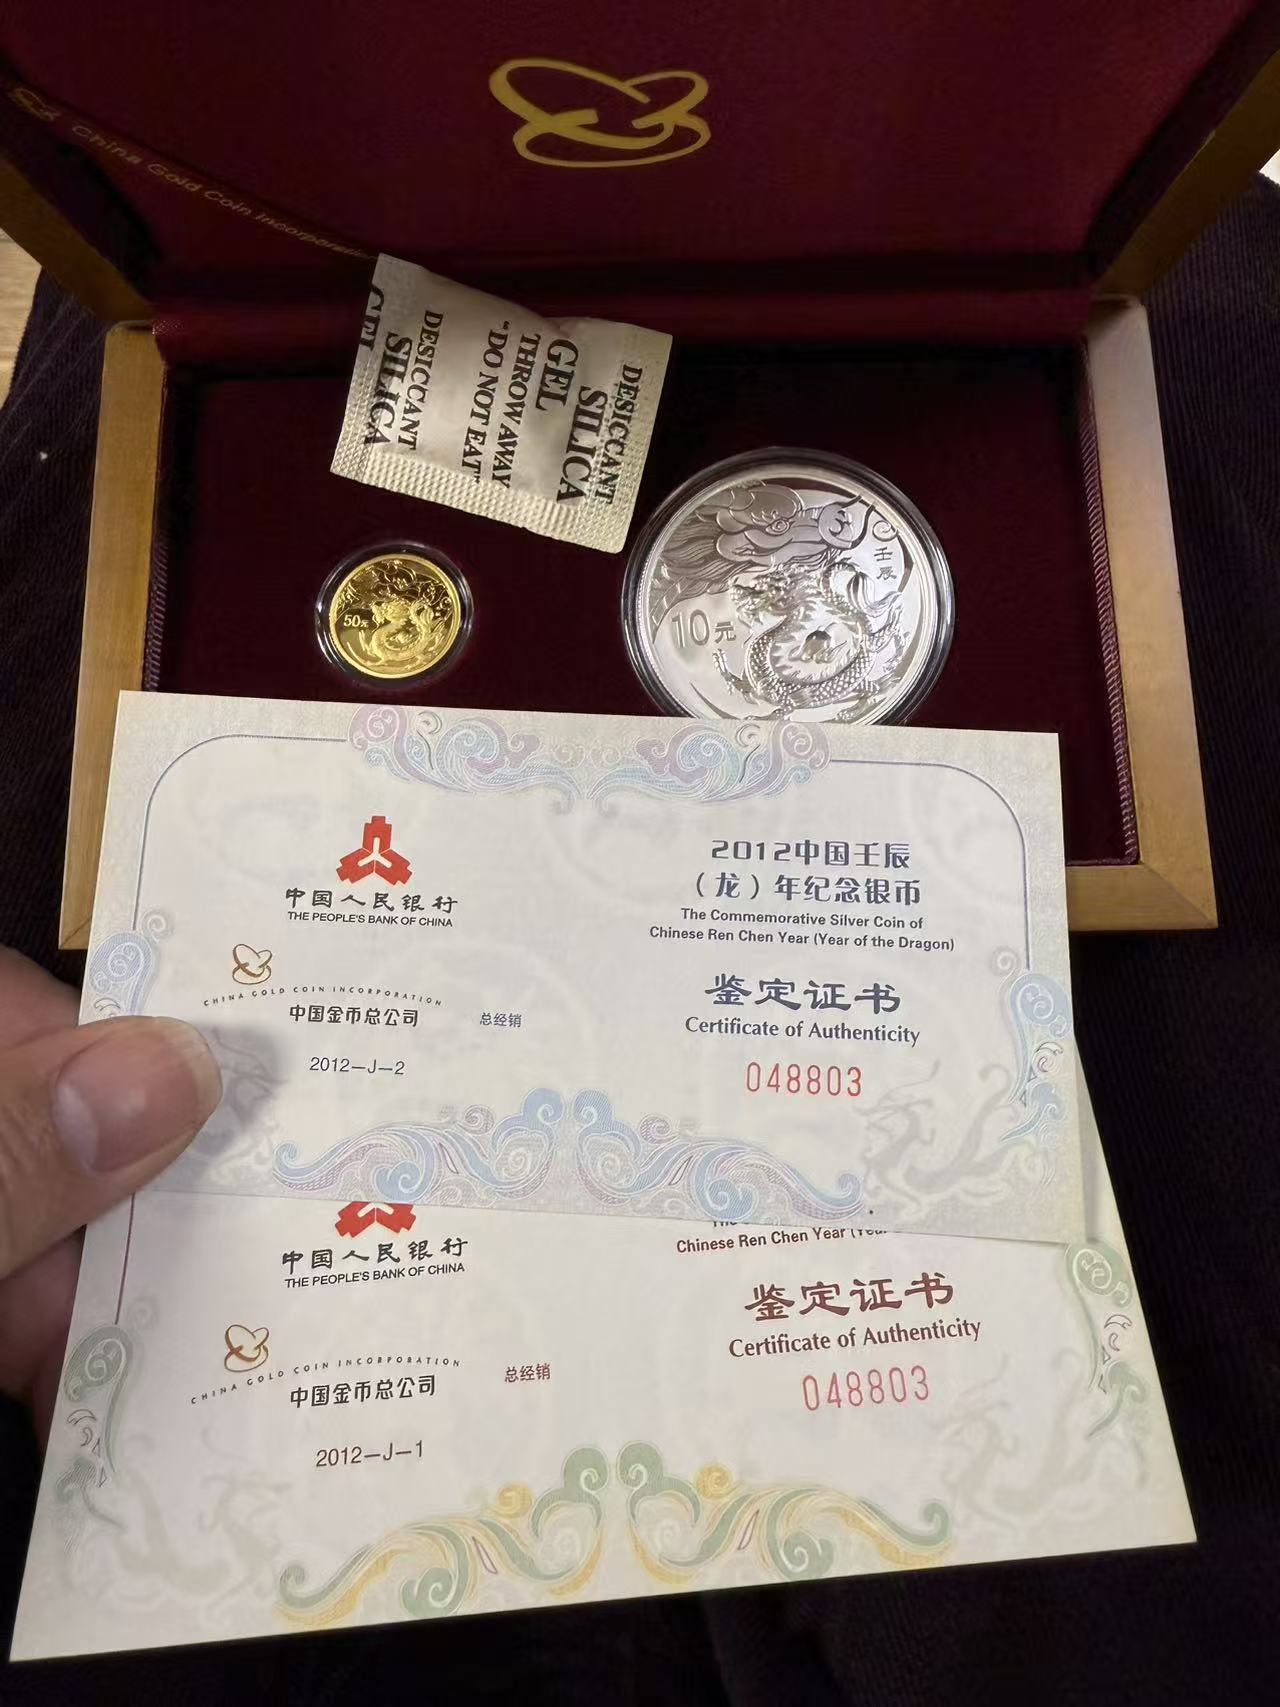 China Gold Coin Incorporation
DESICCANT
SILICA
GEL
THROW AWAY
"DO NOT EAT"
DESICCANT
SILICA
GEL
50元
壬辰
10元
中国人民银行
THE PEOPLE'S BANK OF CHINA
CHINA GOLD COIN INCORPORATION
中国金币总公司 总经销
2012-J-2
2012中国壬辰
（龙）年纪念银币
The Commemorative Silver Coin of
Chinese Ren Chen Year (Year of the Dragon)
鉴定证书
Certificate of Authenticity
048803
中国人民银行
THE PEOPLE'S BANK OF CHINA
CHINA GOLD COIN INCORPORATION
中国金币总公司 总经销
2012-J-1
Chinese Ren Chen Year
鉴定证书
Certificate of Authenticity
048803